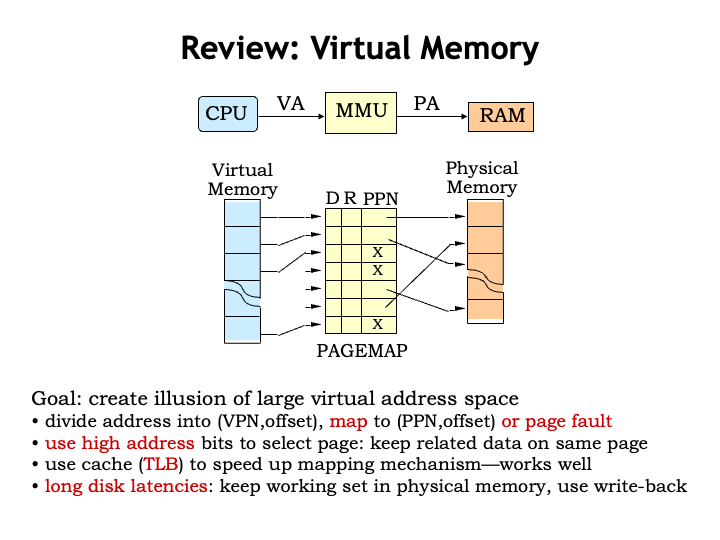 Review: Virtual Memory
CPU
VA
MMU
PA
RAM
Virtual
Memory
Physical
Memory
D R PPN
X
X
X
PAGEMAP
Goal: create illusion of large virtual address space
• divide address into (VPN,offset), map to (PPN,offset) or page fault
• use high address bits to select page: keep related data on same page
• use cache (TLB) to speed up mapping mechanism—works well
• long disk latencies: keep working set in physical memory, use write-back